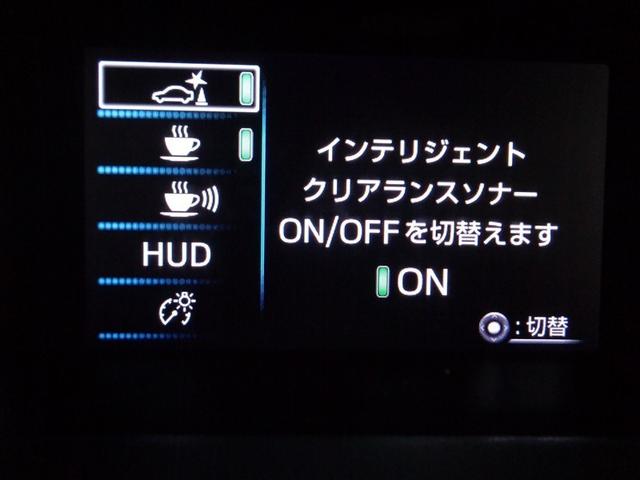 HUD
インテリジェント
クリアランスソナー
ON/OFFを切替えます
ON
:切替